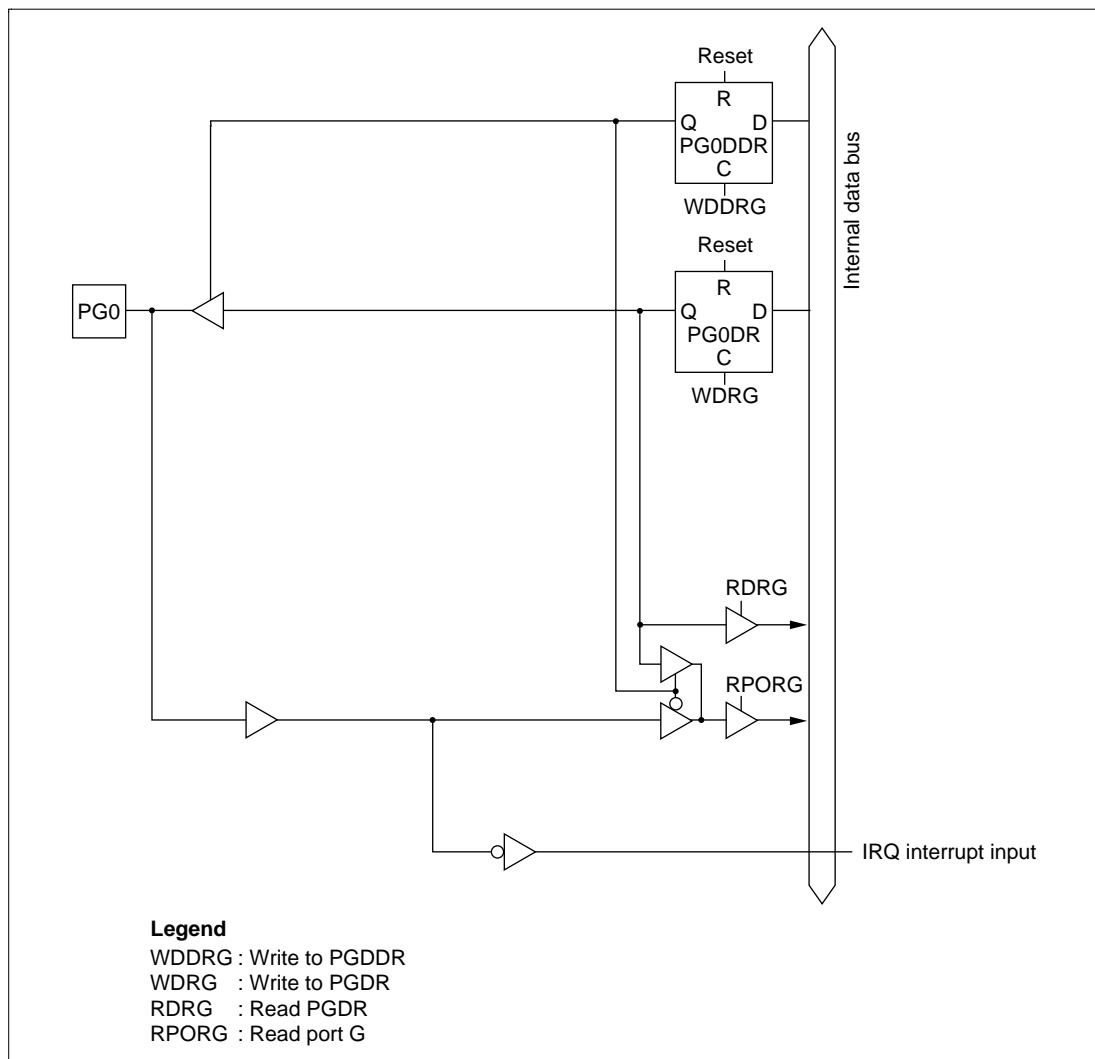 Reset
R
Q D
PG0DDR
C
WDDRG
Reset
R
Q D
PG0DR
C
WDRG
PG0
Internal data bus
RDRG
RPORG
IRQ interrupt input
Legend
WDDRG : Write to PGDDR
WDRG : Write to PGDR
RDRG : Read PGDR
RPORG : Read port G